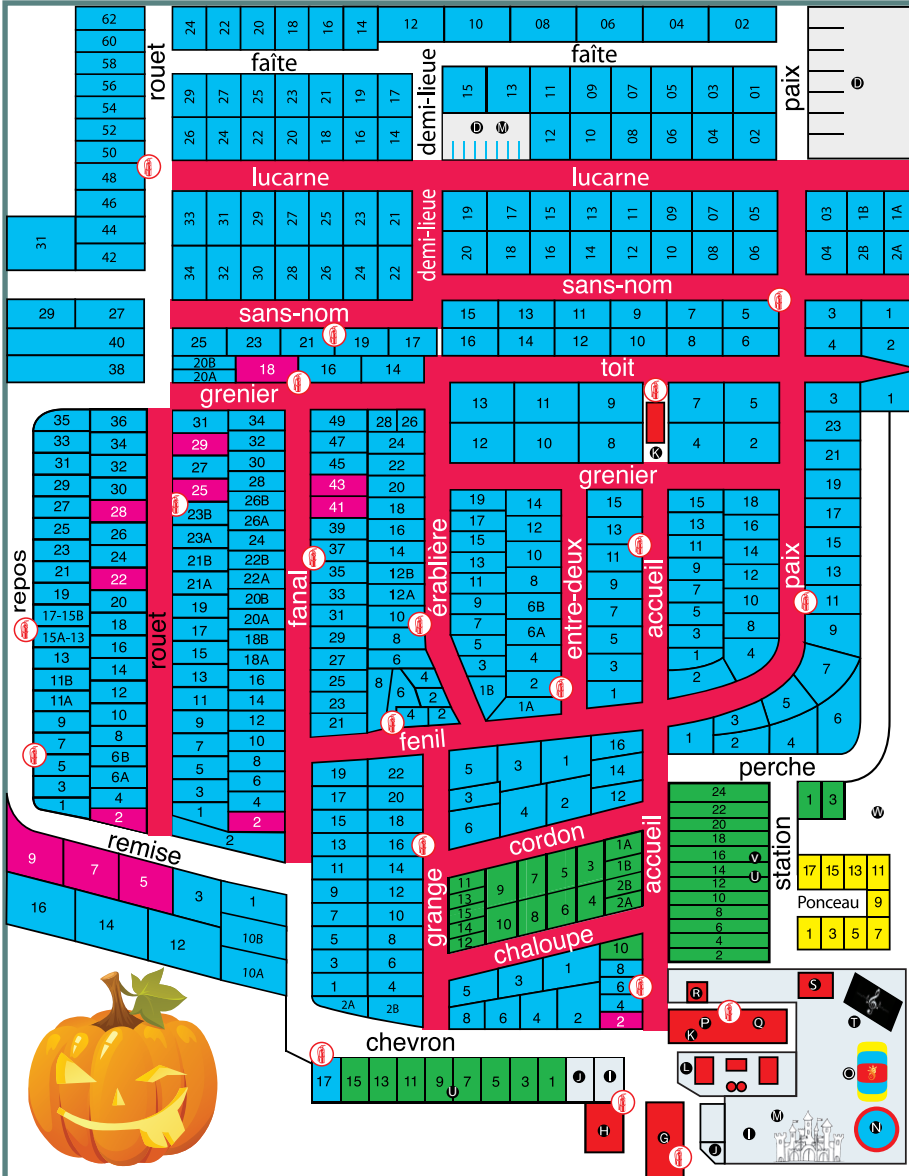 62
60
58
56
54
52
50
48
46
44
42
31
rouet
24 22 20 18 16 14 12 10 08 06 04 02
faîte faîte
29 27 25 23 21 19 17
26 24 22 20 18 16 14
demi-lieue
15 13 11 09 07 05 03 01
D M 12 10 08 06 04 02
paix
D
lucarne lucarne
33 31 29 27 25 23 21
34 32 30 28 26 24 22
demi-lieue
19 17 15 13 11 09 07 05
20 18 16 14 12 10 08 06
03 1B 1A
04 2B 2A
sans-nom
sans-nom
29 27
40
38
25 23 21 19 17
20B
20A
18 16 14
15 13 11 9 7 5
16 14 12 10 8 6
3 1
4 2
toit
grenier
13 11 9 7 5
12 10 8 K 4 2
3 1
grenier
repos
35
33
31
29
27
25
23
21
19
17-15B
15A-13
13
11B
11A
9
7
5
3
1
36
34
32
30
28
26
24
22
20
18
16
14
12
10
8
6B
6A
4
2
rouet
31
29
27
25
23B
23A
21B
21A
19
17
15
13
11
9
7
5
3
1
34
32
30
28
26B
26A
24
22B
22A
20B
20A
18B
18A
16
14
12
10
8
6
4
2
2
fanal
49
47
45
43
41
39
37
35
33
31
29
27
25
23
21
28 26
24
22
20
18
16
14
12B
12A
10
8
6
8 6 4
2
4 2
érablière
19
17
15
13
11
9
7
5
3
1B
14
12
10
8
6B
6A
4
2
1A
entre-deux
15
13
11
9
7
5
3
1
accueil
15
13
11
9
7
5
3
1
2
18
16
14
12
10
8
6
4
paix
23
21
19
17
15
13
11
9
7
5
3
1
6
4
2
fenil
19 22
17 20
15 18
13 16
11 14
9 12
7 10
5 8
3 6
1 4
2A 2B
grange
5 3 1 16
14
3
6 4 2 12
cordon
11
13
15
14
12
9 7 5 3 1A
1B
2B
2A
10 8 6 4
chaloupe
10
8
6
4
2
5 3 1
8 6 4 2
accueil
perche
24
22
20
18
16 V
14 U
12
10
8
6
4
2
station
1 3
W
17 15 13 11
Ponceau 9
1 3 5 7
remise
9 7 5 3 1
16 14 12 10B
10A
chevron
17 15 13 11 9 U 7 5 3 1 J I
H
G
R
S
K P Q
T
L
O
M
I
J
N